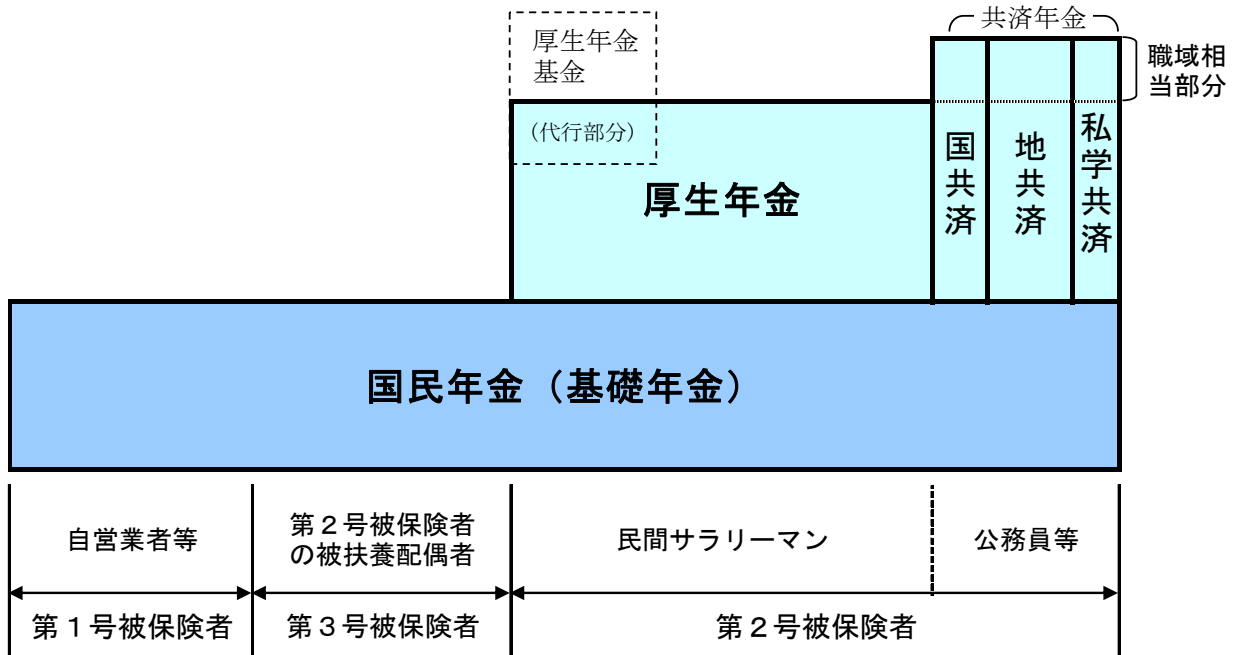 共済年金
厚生年金
基金
(代行部分)
職域相
当部分
厚生年金
国共済
地共済
私学共済
国民年金（基礎年金）
自営業者等
第２号被保険者
の被扶養配偶者
民間サラリーマン
公務員等
第１号被保険者
第３号被保険者
第２号被保険者